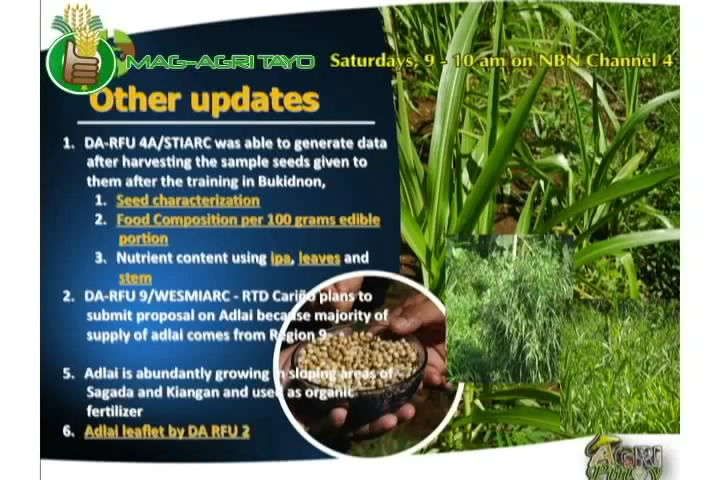 MAG-AGRI TAYO
Saturdays, 9 - 10 am on NBN Channel 4
Other updates
1. DA-RFU 4A/STIARC was able to generate data
after harvesting the sample seeds given to
them after the training in Bukidnon,
1. Seed characterization
2. Food Composition per 100 grams edible
portion
3. Nutrient content using ipa, leaves and
stem
2. DA-RFU 9/WESMIARC - RTD Cariño plans to
submit proposal on Adlai because majority of
supply of adlai comes from Region 9
5. Adlai is abundantly growing in sloping areas of
Sagada and Kiangan and used as organic
fertilizer
6. Adlai leaflet by DA RFU 2
AGRI